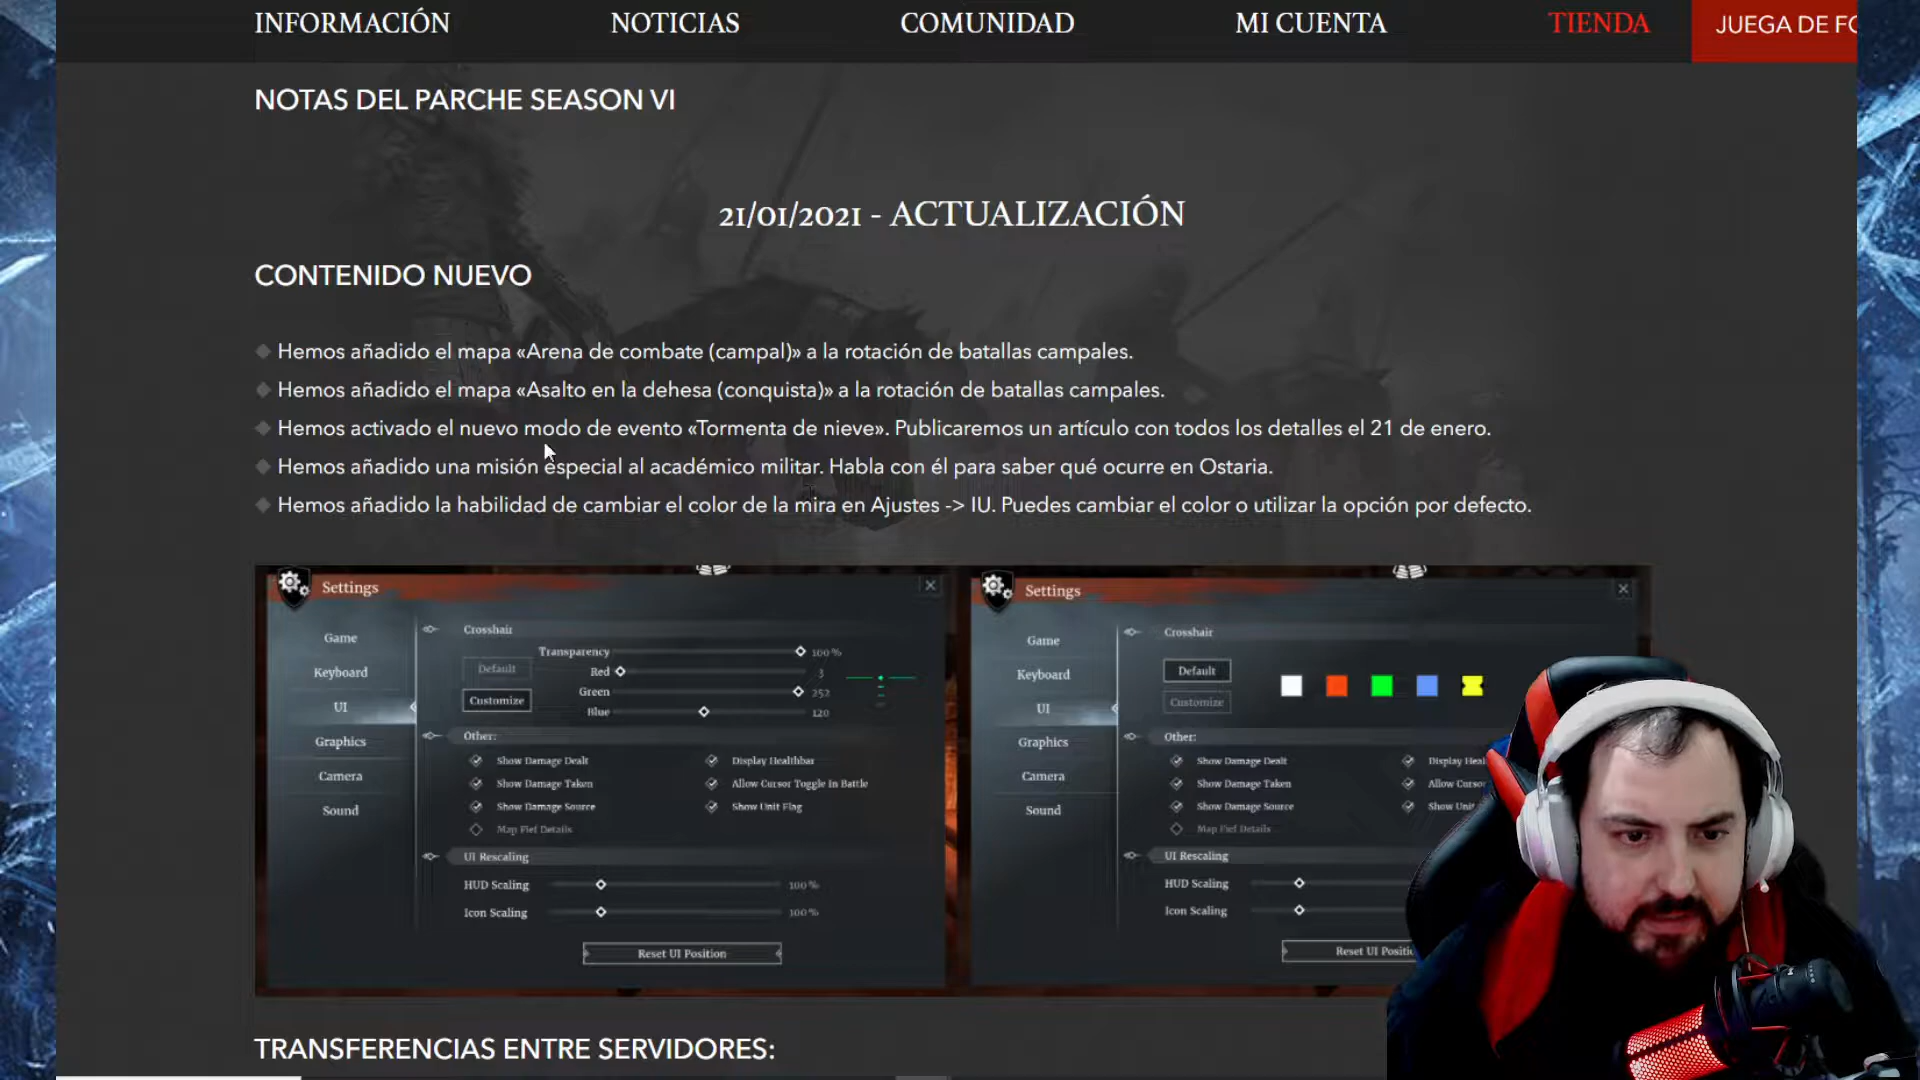 INFORMACIÓN NOTICIAS COMUNIDAD MI CUENTA TIENDA JUEGA DE FO
NOTAS DEL PARCHE SEASON VI
21/01/2021 - ACTUALIZACIÓN
CONTENIDO NUEVO
Hemos añadido el mapa «Arena de combate (campal)» a la rotación de batallas campales.
Hemos añadido el mapa «Asalto en la dehesa (conquista)» a la rotación de batallas campales.
Hemos activado el nuevo modo de evento «Tormenta de nieve». Publicaremos un artículo con todos los detalles el 21 de enero.
Hemos añadido una misión especial al académico militar. Habla con él para saber qué ocurre en Ostaria.
Hemos añadido la habilidad de cambiar el color de la mira en Ajustes -> IU. Puedes cambiar el color o utilizar la opción por defecto.
Settings
Game
Keyboard
UI
Graphics
Camera
Sound
Crosshair
Transparency 100%
Default
Red 3
Green 252
Customize
Blue 120
Other:
Show Damage Dealt Display Healthbar
Show Damage Taken Allow Cursor Toggle In Battle
Show Damage Source Show Unit Flag
Map Fief Details
UI Rescaling
HUD Scaling 100%
Icon Scaling 100%
Reset UI Position
Settings
Game
Keyboard
UI
Graphics
Camera
Sound
Crosshair
Default
Customize
Other:
Show Damage Dealt Display Heal
Show Damage Taken Allow Curso
Show Damage Source Show Unit
Map Fief Details
UI Rescaling
HUD Scaling
Icon Scaling
Reset UI Positi
TRANSFERENCIAS ENTRE SERVIDORES: